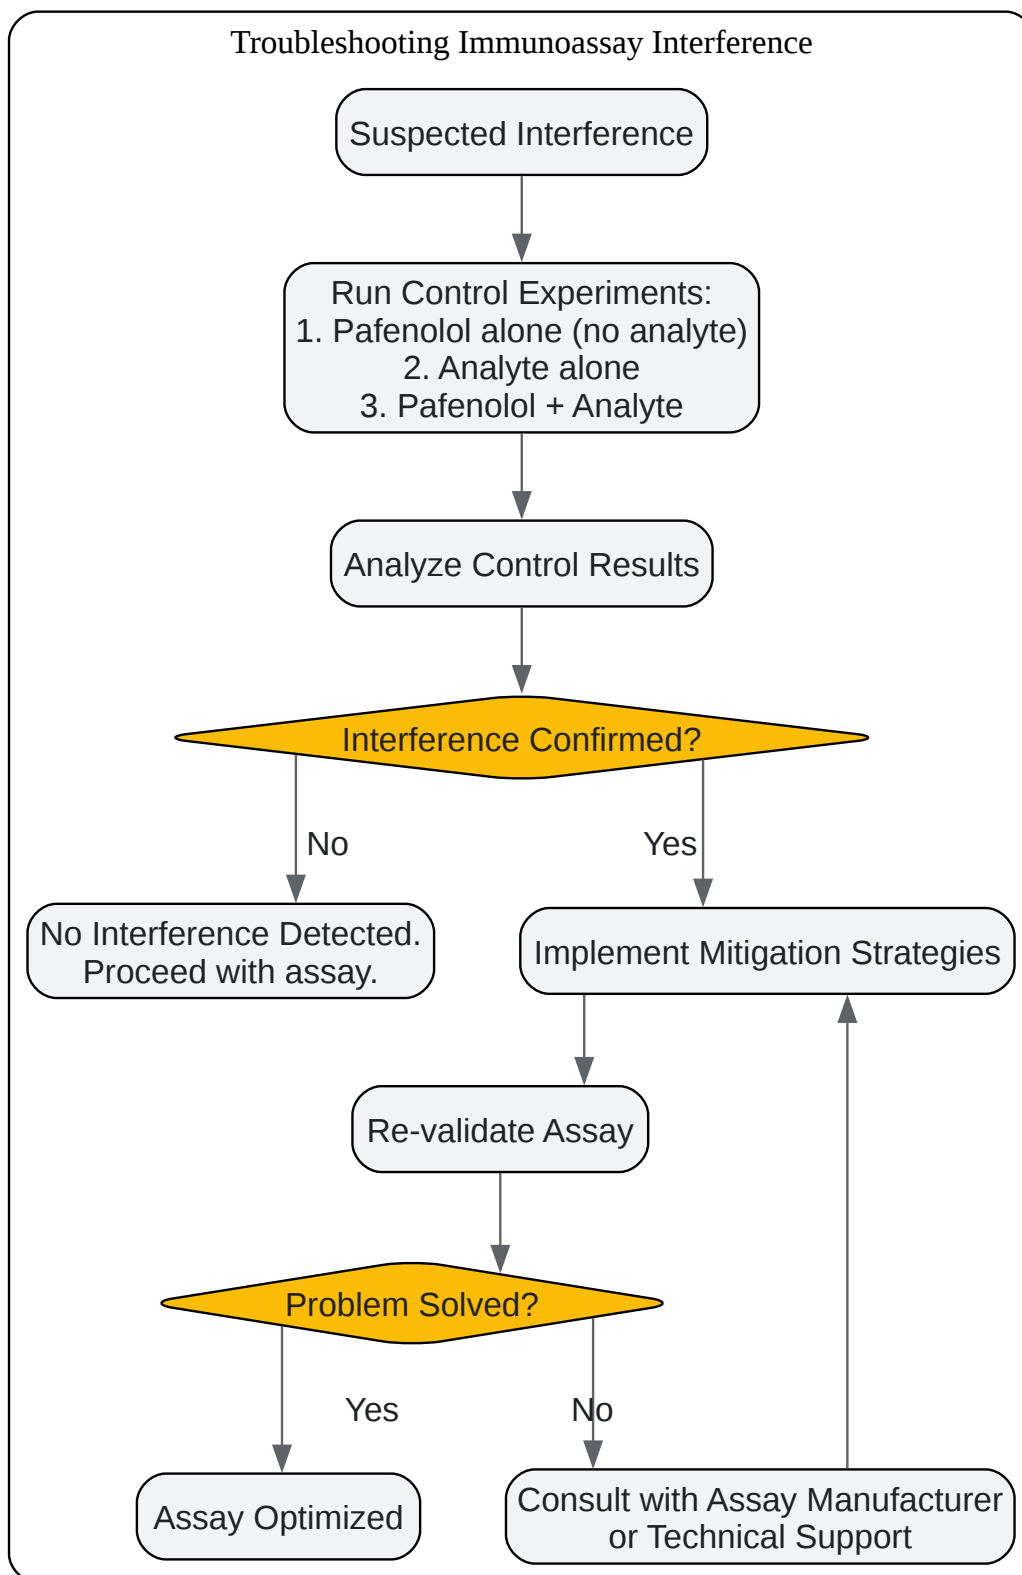 Troubleshooting Immunoassay Interference
Suspected Interference
Run Control Experiments:
1. Pafenolol alone (no analyte)
2. Analyte alone
3. Pafenolol + Analyte
Analyze Control Results
Interference Confirmed?
No
Yes
No Interference Detected.
Proceed with assay.
Implement Mitigation Strategies
Re-validate Assay
Problem Solved?
Yes
No
Assay Optimized
Consult with Assay Manufacturer
or Technical Support